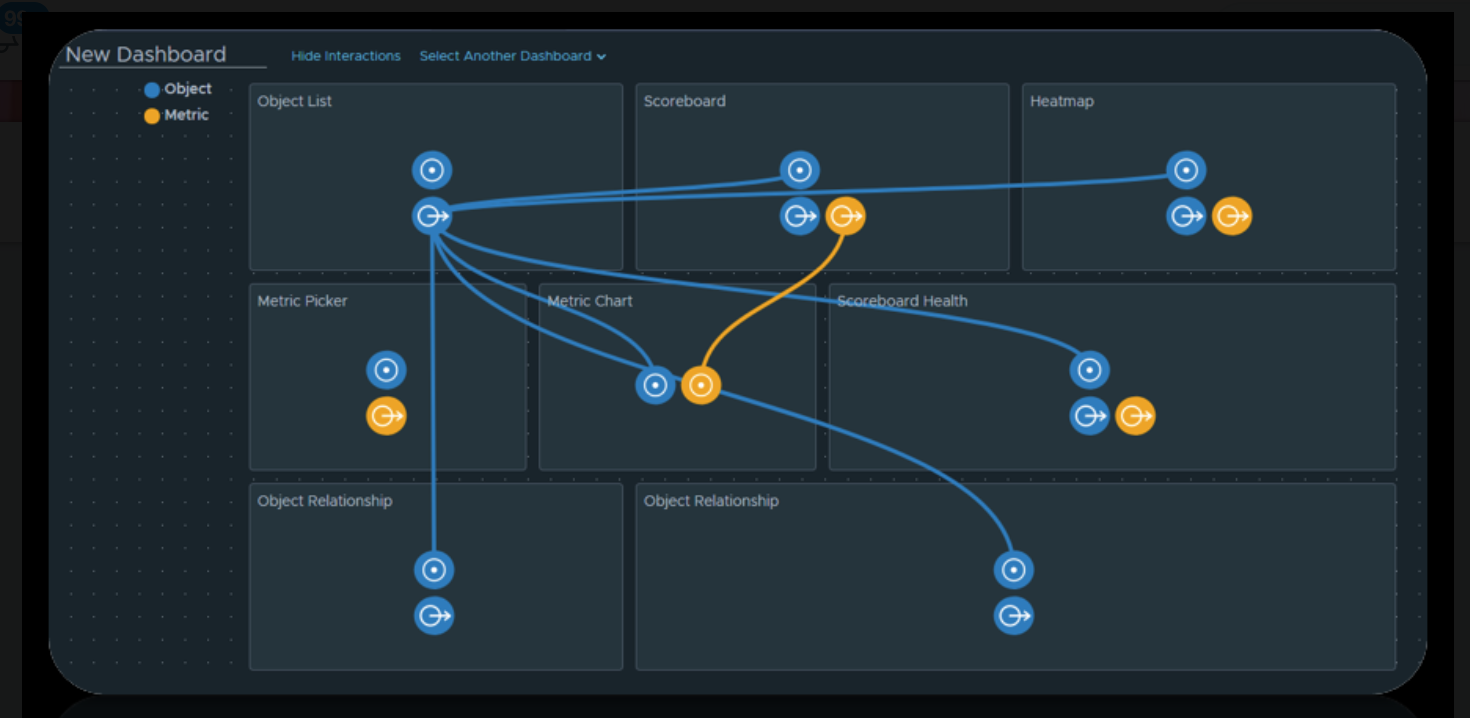 New Dashboard
Hide Interactions
Select Another Dashboard
Object
Metric
Object List
Scoreboard
Heatmap
Metric Picker
Metric Chart
Scoreboard Health
Object Relationship
Object Relationship